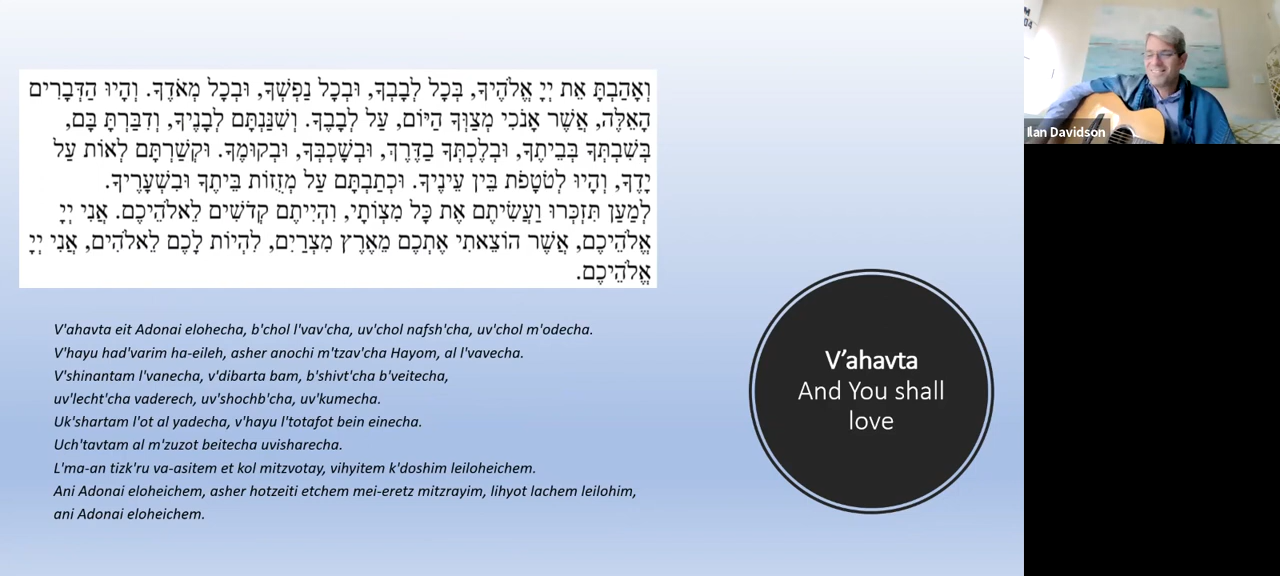 וְאָהַבְתָּ אֵת יְיָ אֱלֹהֶיךָ, בְּכָל לְבָבְךָ, וּבְכָל נַפְשְׁךָ, וּבְכָל מְאֹדֶךָ. וְהָיוּ הַדְּבָרִים
הָאֵלֶּה, אֲשֶׁר אָנֹכִי מְצַוְּךָ הַיּוֹם, עַל לְבָבֶךָ. וְשִׁנַּנְתָּם לְבָנֶיךָ, וְדִבַּרְתָּ בָּם,
בְּשִׁבְתְּךָ בְּבֵיתֶךָ, וּבְלֶכְתְּךָ בַדֶּרֶךְ, וּבְשָׁכְבְּךָ, וּבְקוּמֶךָ. וּקְשַׁרְתָּם לְאוֹת עַל
יָדֶךָ, וְהָיוּ לְטֹטָפֹת בֵּין עֵינֶיךָ. וּכְתַבְתָּם עַל מְזֻזוֹת בֵּיתֶךָ וּבִשְׁעָרֶיךָ.
לְמַעַן תִּזְכְּרוּ וַעֲשִׂיתֶם אֶת כָּל מִצְוֹתָי, וִהְיִיתֶם קְדֹשִׁים לֵאלֹהֵיכֶם. אֲנִי יְיָ
אֱלֹהֵיכֶם, אֲשֶׁר הוֹצֵאתִי אֶתְכֶם מֵאֶרֶץ מִצְרַיִם, לִהְיוֹת לָכֶם לֵאלֹהִים, אֲנִי יְיָ
אֱלֹהֵיכֶם.
V'ahavta eit Adonai elohecha, b'chol l'vav'cha, uv'chol nafsh'cha, uv'chol m'odecha.
V'hayu had'varim ha-eileh, asher anochi m'tzav'cha Hayom, al l'vavecha.
V'shinantam l'vanecha, v'dibarta bam, b'shivt'cha b'veitecha,
uv'lecht'cha vaderech, uv'shochb'cha, uv'kumecha.
Uk'shartam l'ot al yadecha, v'hayu l'totafot bein einecha.
Uch'tavtam al m'zuzot beitecha uvisharecha.
L'ma-an tizk'ru va-asitem et kol mitzvotay, vihyitem k'doshim leiloheichem.
Ani Adonai eloheichem, asher hotzeiti etchem mei-eretz mitzrayim, lihyot lachem leilohim,
ani Adonai eloheichem.
V'ahavta
And You shall
love
Ilan Davidson